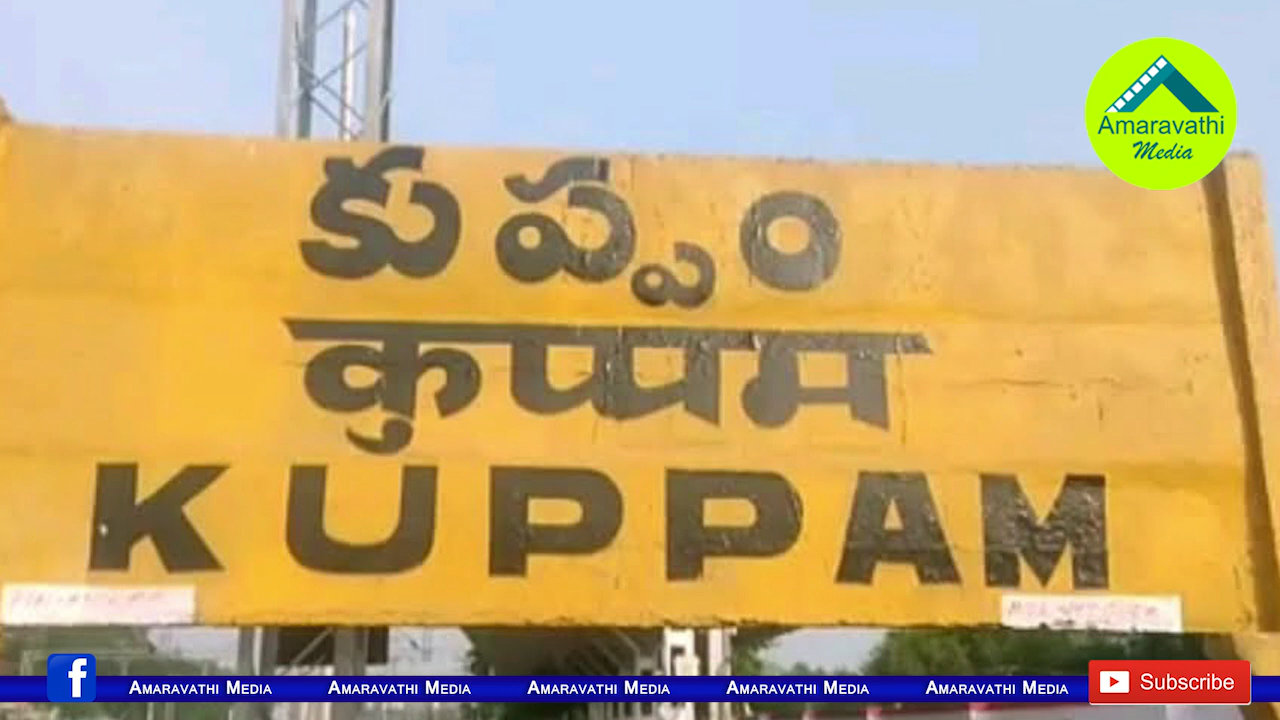 Amaravathi
Media
కుప్పం
कुप्पम
KUPPAM
f AMARAVATHI MEDIA AMARAVATHI MEDIA AMARAVATHI MEDIA AMARAVATHI MEDIA AMARAVATHI MEDIA Subscribe